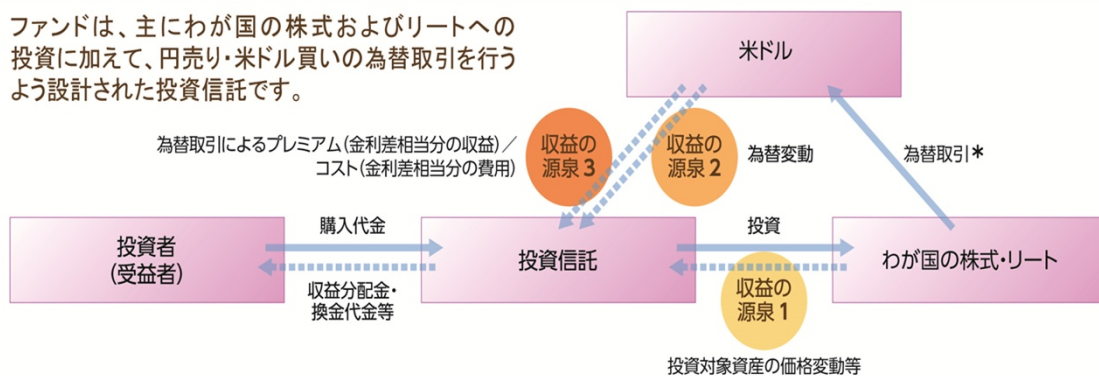 ファンドは、主にわが国の株式およびリートへの
投資に加えて、円売り・米ドル買いの為替取引を行う
よう設計された投資信託です。
米ドル
為替取引によるプレミアム(金利差相当分の収益)／
コスト(金利差相当分の費用)
収益の
源泉3
収益の
源泉2
為替変動
為替取引＊
投資者
(受益者)
購入代金
収益分配金・
換金代金等
投資信託
投資
収益の
源泉1
わが国の株式・リート
投資対象資産の価格変動等